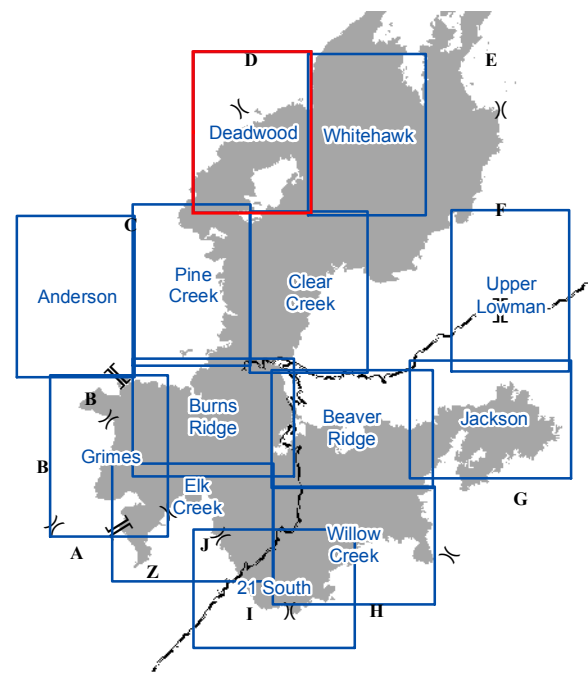 D
E
Deadwood
Whitehawk
C
F
Anderson
Pine
Creek
Clear
Creek
Upper
Lowman
B
Burns
Ridge
Beaver
Ridge
Jackson
B
Grimes
Elk
Creek
G
A
Z
J
Willow
Creek
21 South
I
H